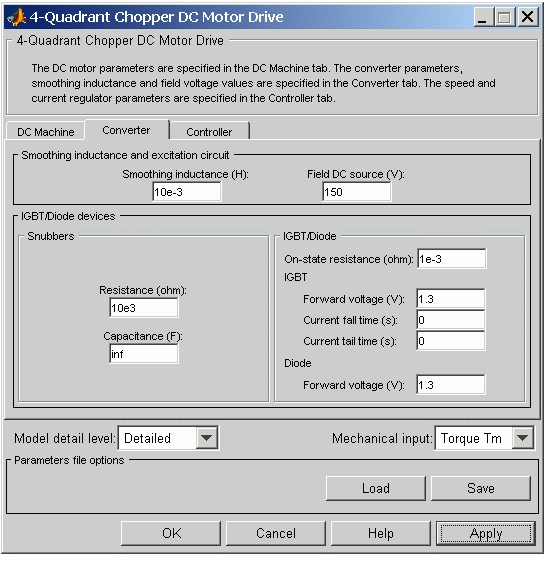 4-Quadrant Chopper DC Motor Drive
4-Quadrant Chopper DC Motor Drive
The DC motor parameters are specified in the DC Machine tab. The converter parameters,
smoothing inductance and field voltage values are specified in the Converter tab. The speed and
current regulator parameters are specified in the Controller tab.
DC Machine Converter Controller
Smoothing inductance and excitation circuit
Smoothing inductance (H): Field DC source (V):
10e-3 150
IGBT/Diode devices
Snubbers
Resistance (ohm):
10e3
Capacitance (F):
inf
IGBT/Diode
On-state resistance (ohm): 1e-3
IGBT
Forward voltage (V): 1.3
Current fall time (s): 0
Current tail time (s): 0
Diode
Forward voltage (V): 1.3
Model detail level: Detailed Mechanical input: Torque Tm
Parameters file options
Load Save
OK Cancel Help Apply